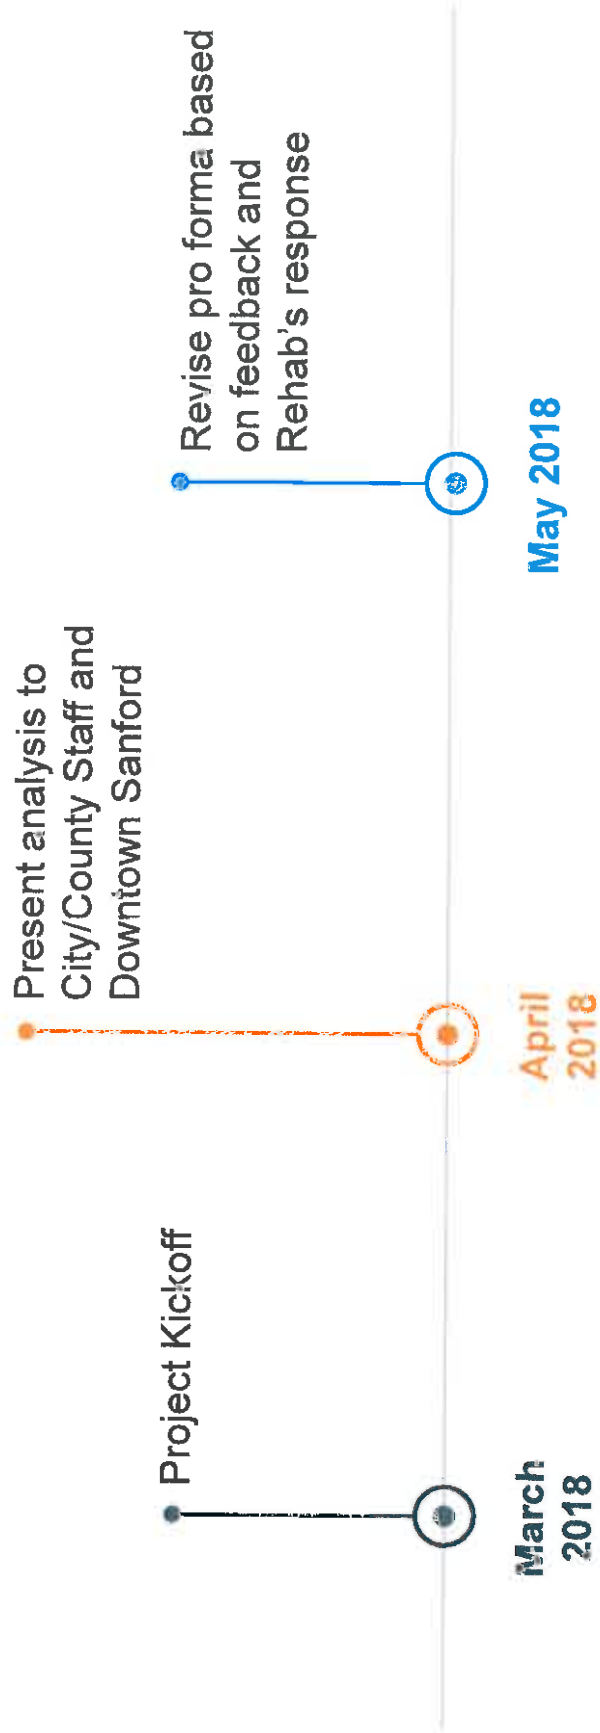 Project Kickoff
March
2018
Present analysis to
City/County Staff and
Downtown Sanford
April
2018
Revise pro forma based
on feedback and
Rehab's response
May 2018